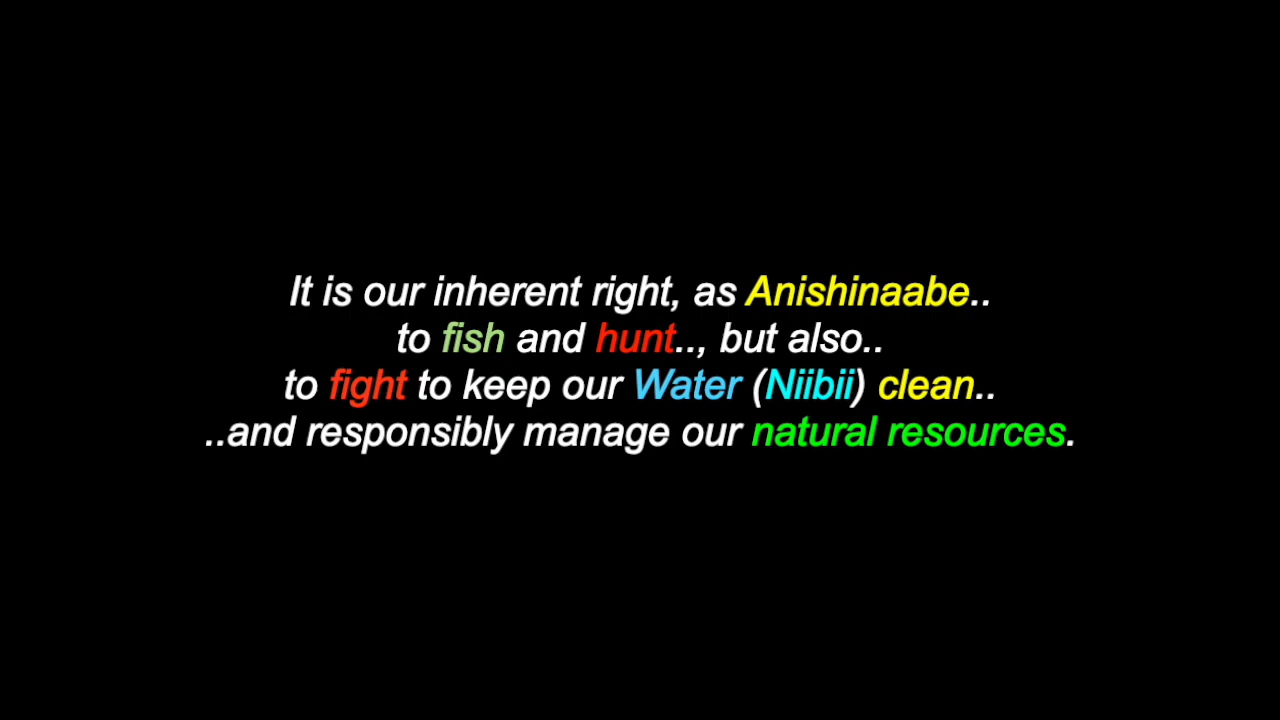 It is our inherent right, as Anishinaabe..
to fish and hunt.., but also..
to fight to keep our Water (Niibii) clean..
..and responsibly manage our natural resources.